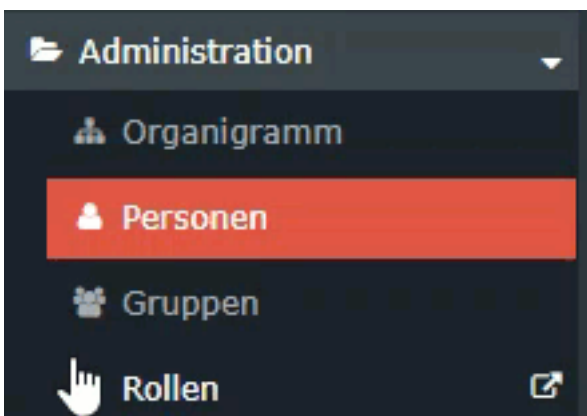 Administration
Organigramm
Personen
Gruppen
Rollen